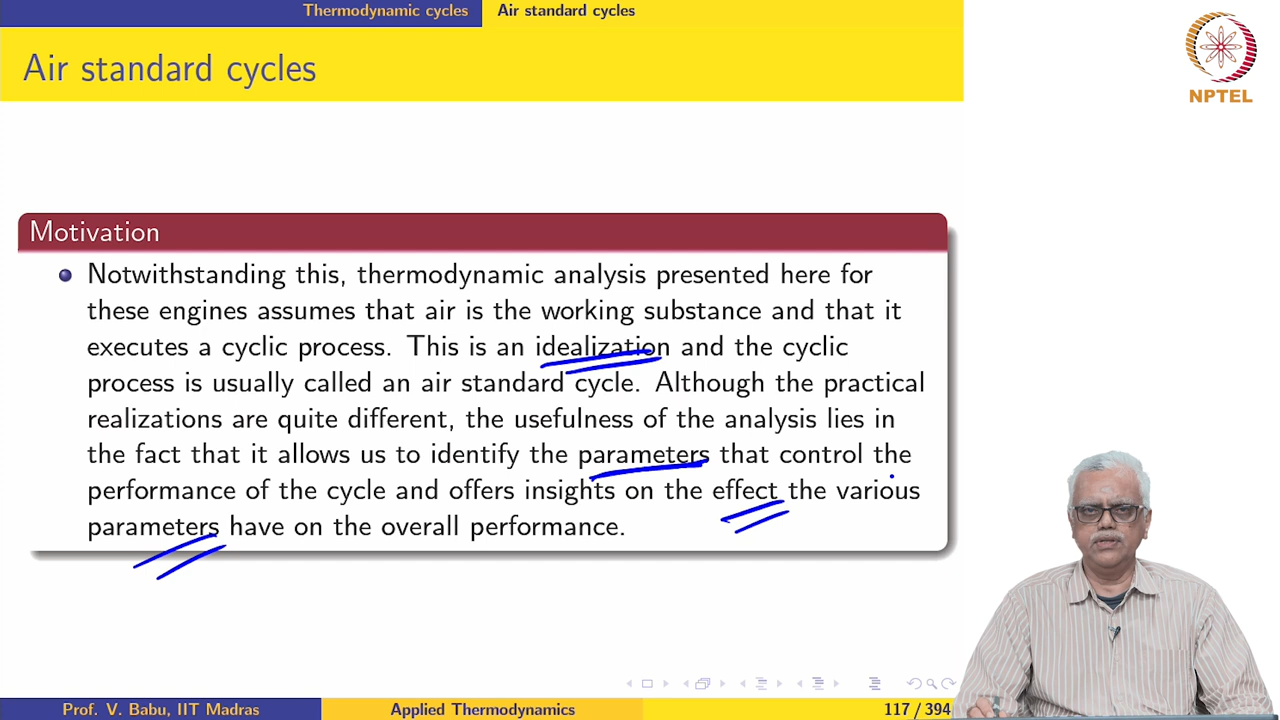 Thermodynamic cycles Air standard cycles
Air standard cycles
NPTEL
Motivation
Notwithstanding this, thermodynamic analysis presented here for
these engines assumes that air is the working substance and that it
executes a cyclic process. This is an idealization and the cyclic
process is usually called an air standard cycle. Although the practical
realizations are quite different, the usefulness of the analysis lies in
the fact that it allows us to identify the parameters that control the
performance of the cycle and offers insights on the effect the various
parameters have on the overall performance.
Prof. V. Babu, IIT Madras Applied Thermodynamics 117 / 394